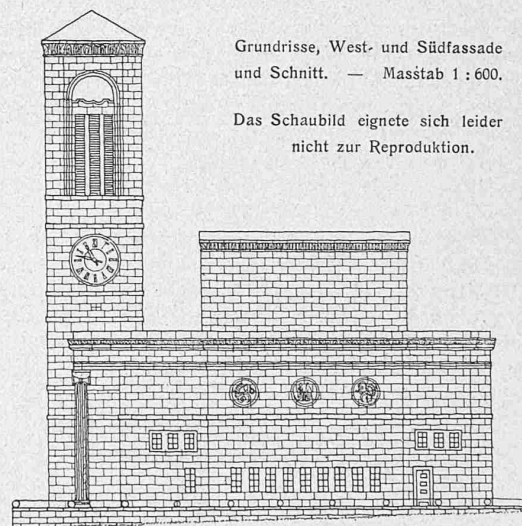 Grundrisse, West- und Südfassade
und Schnitt. — Masstab 1 : 600.
Das Schaubild eignete sich leider
nicht zur Reproduktion.